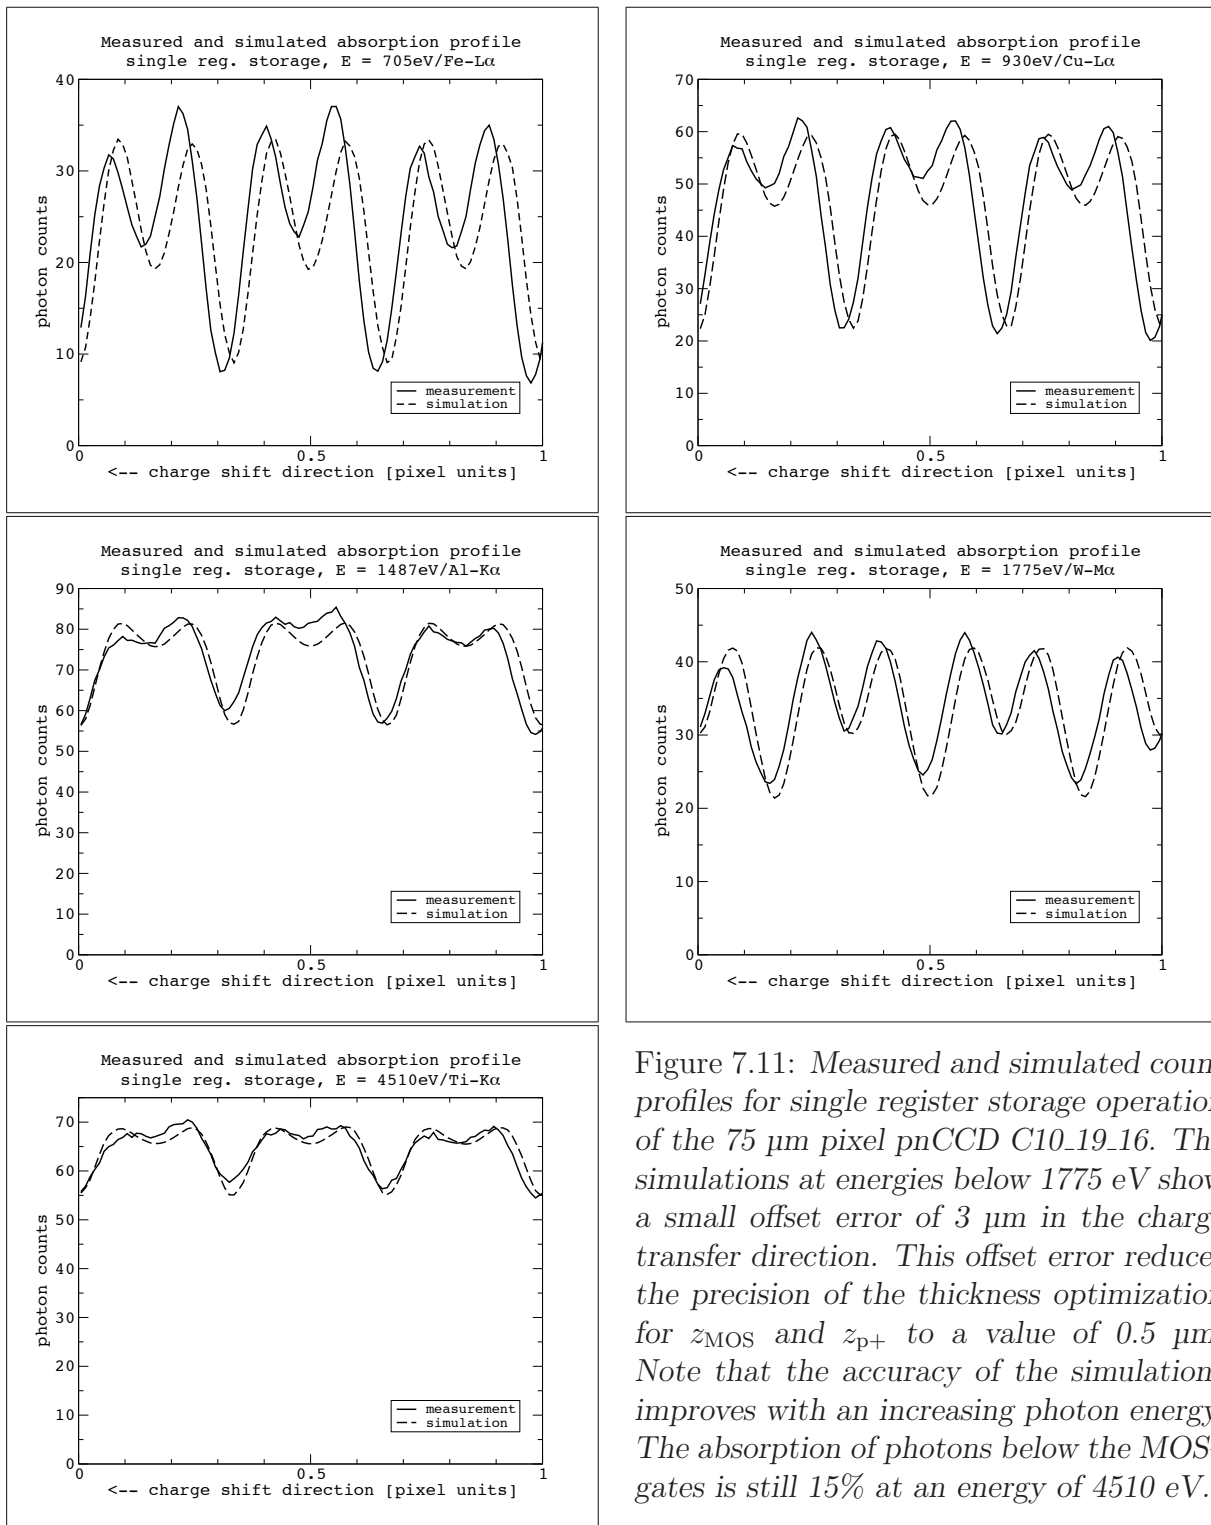 Measured and simulated absorption profile
single reg. storage, E = 705eV/Fe-Lα
40
30
20
10
0
photon counts
measurement
simulation
0 0.5 1
<-- charge shift direction [pixel units]
Measured and simulated absorption profile
single reg. storage, E = 930eV/Cu-Lα
70
60
50
40
30
20
10
0
photon counts
measurement
simulation
0 0.5 1
<-- charge shift direction [pixel units]
Measured and simulated absorption profile
single reg. storage, E = 1487eV/Al-Kα
90
80
70
60
50
40
30
20
10
0
photon counts
measurement
simulation
0 0.5 1
<-- charge shift direction [pixel units]
Measured and simulated absorption profile
single reg. storage, E = 1775eV/W-Mα
50
40
30
20
10
0
photon counts
measurement
simulation
0 0.5 1
<-- charge shift direction [pixel units]
Measured and simulated absorption profile
single reg. storage, E = 4510eV/Ti-Kα
70
60
50
40
30
20
10
0
photon counts
measurement
simulation
0 0.5 1
<-- charge shift direction [pixel units]
Figure 7.11: Measured and simulated coun
profiles for single register storage operation
of the 75 µm pixel pnCCD C10_19_16. Th
simulations at energies below 1775 eV show
a small offset error of 3 µm in the charg
transfer direction. This offset error reduce
the precision of the thickness optimization
for zMOS and zp+ to a value of 0.5 µm
Note that the accuracy of the simulation
improves with an increasing photon energy
The absorption of photons below the MOS-
gates is still 15% at an energy of 4510 eV.